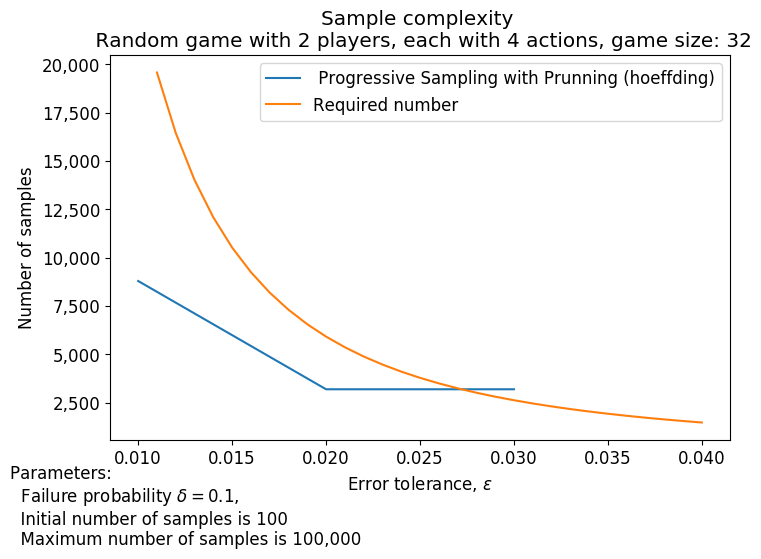 Sample complexity
Random game with 2 players, each with 4 actions, game size: 32
Progressive Sampling with Prunning (hoeffding)
Required number
Number of samples
20,000
17,500
15,000
12,500
10,000
7,500
5,000
2,500
0.010 0.015 0.020 0.025 0.030 0.035 0.040
Error tolerance, ε
Parameters:
Failure probability δ = 0.1,
Initial number of samples is 100
Maximum number of samples is 100,000